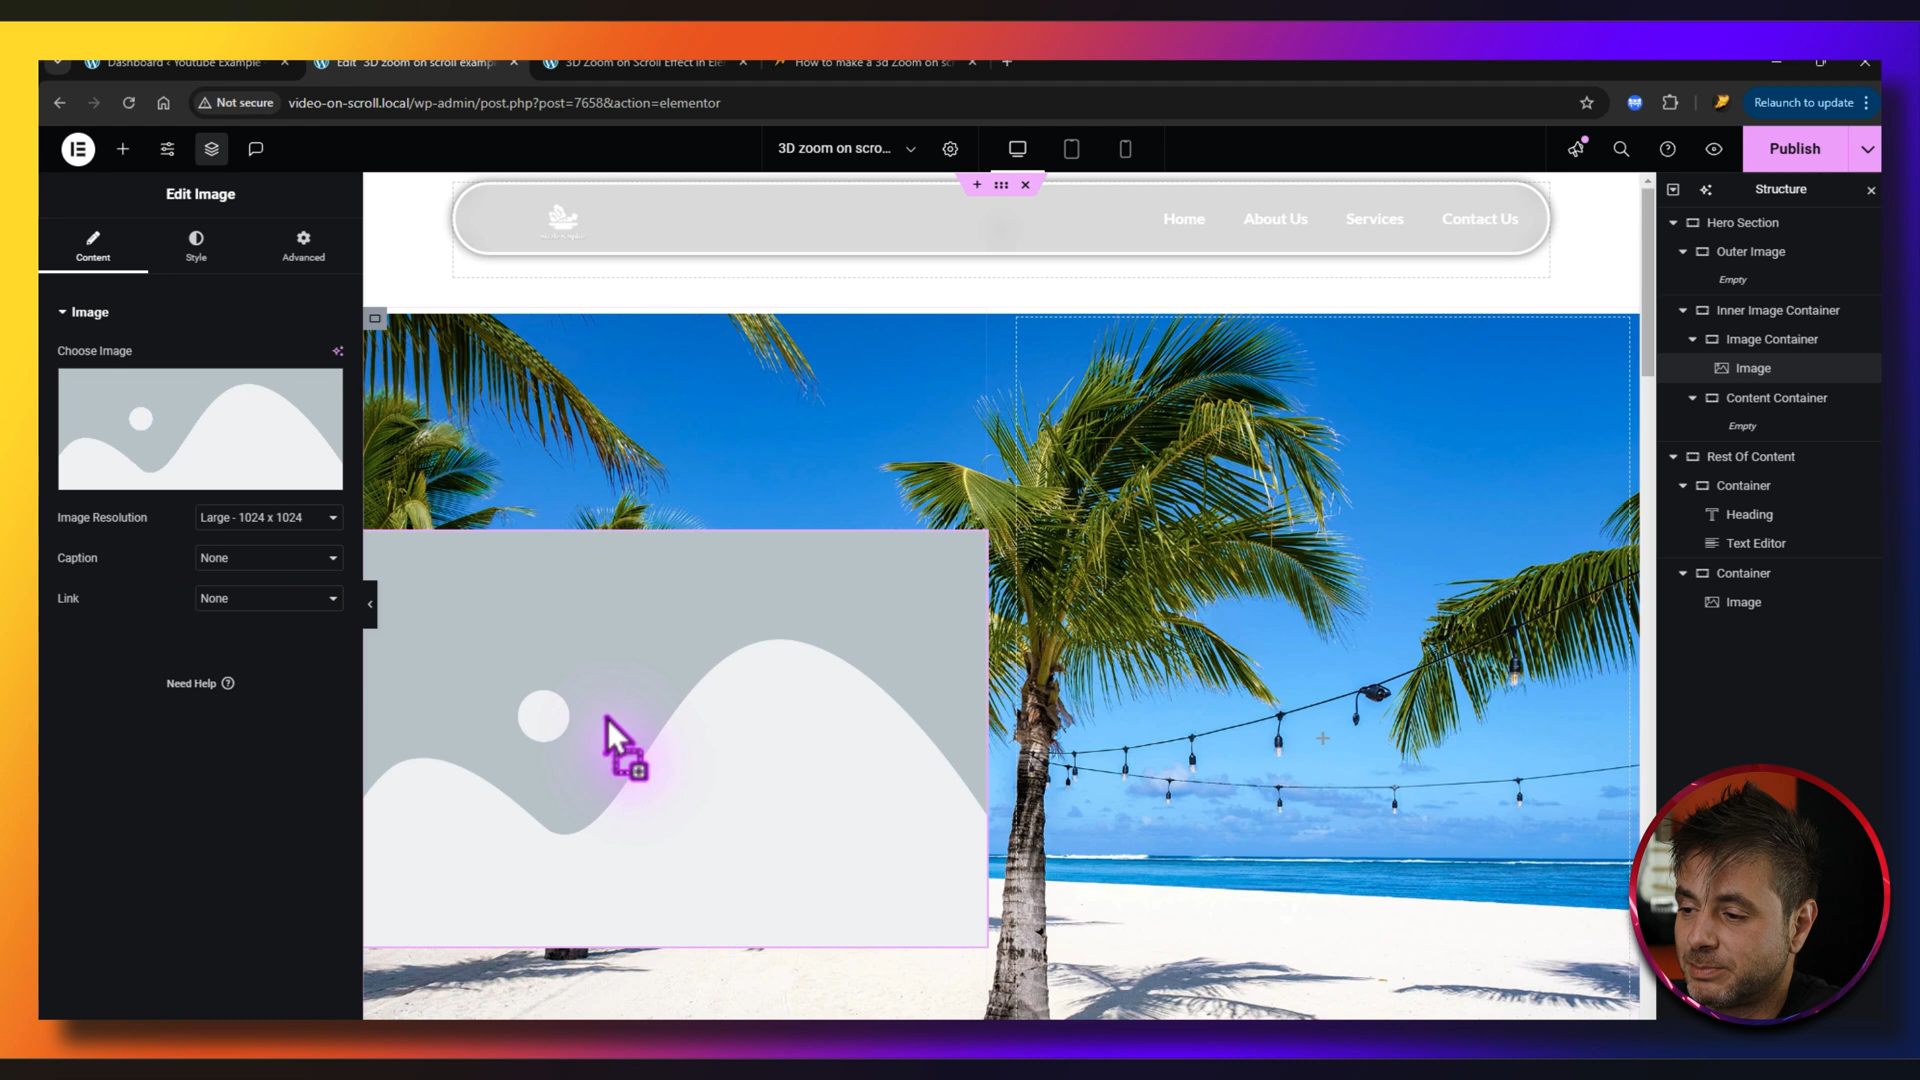 Dashboard ‹ Youtube Example
Edit "3D zoom on scroll examp
3D Zoom on Scroll Effect in Ele
How to make a 3d Zoom on sc
Not secure
video-on-scroll.local/wp-admin/post.php?post=7658&action=elementor
Relaunch to update
3D zoom on scro...
Publish
Edit Image
Content
Style
Advanced
Image
Choose Image
Image Resolution
Large - 1024 x 1024
Caption
None
Link
None
Need Help
Home
About Us
Services
Contact Us
Structure
Hero Section
Outer Image
Empty
Inner Image Container
Image Container
Image
Content Container
Empty
Rest Of Content
Container
Heading
Text Editor
Container
Image